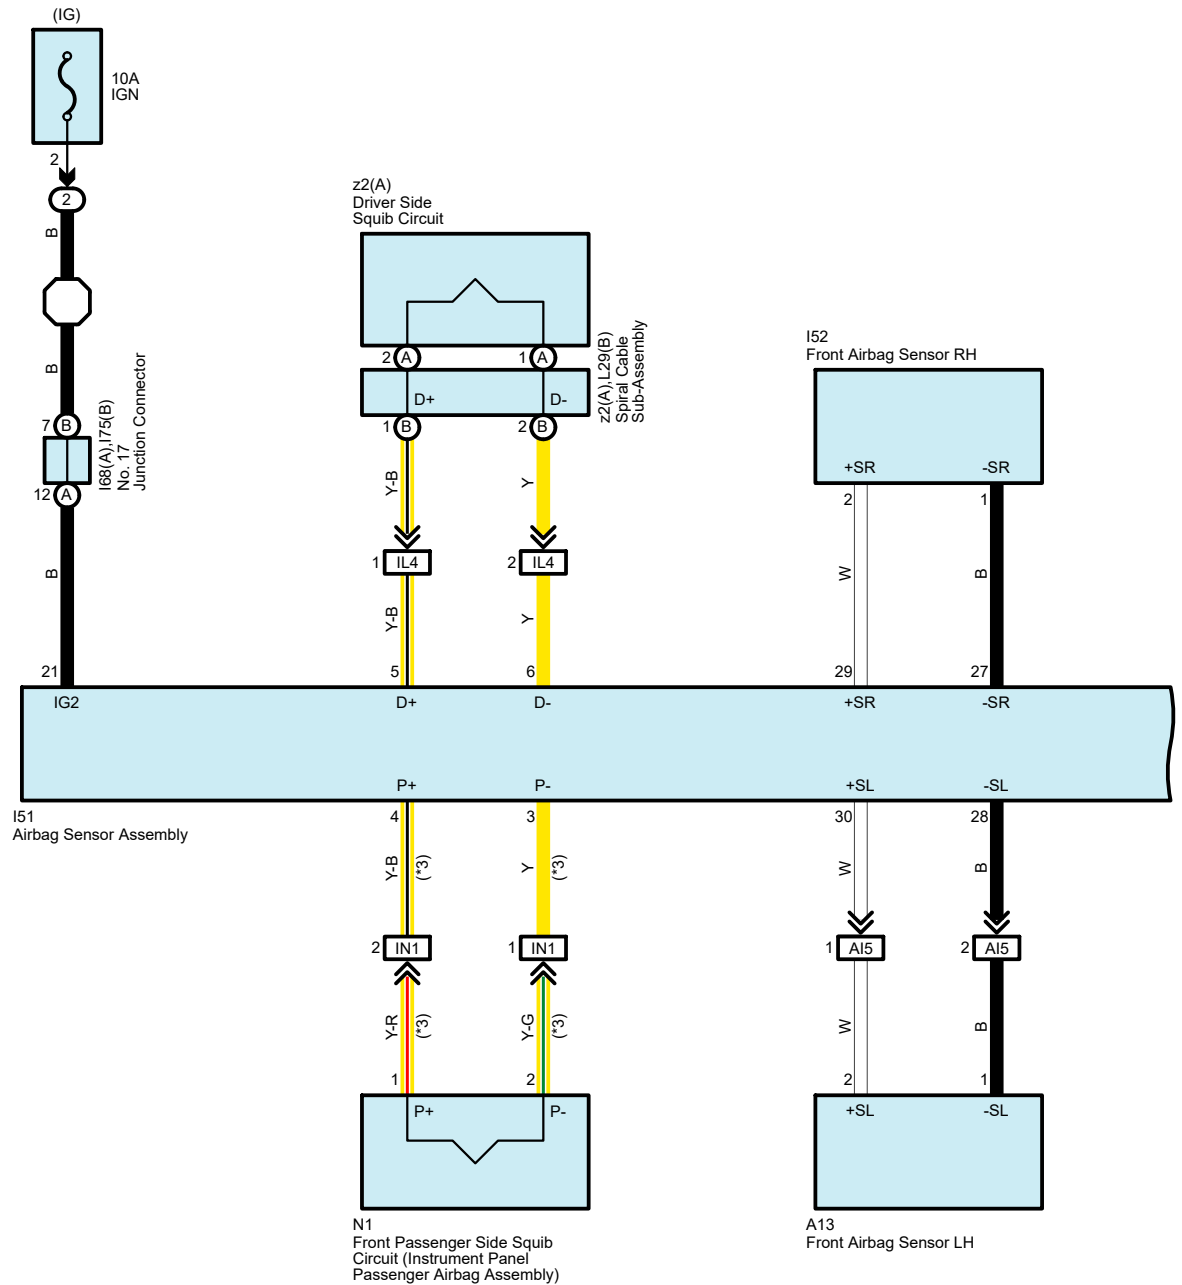 (IG)
10A
IGN
2
2
B
B
7 B
I68(A),I75(B)
No. 17
Junction Connector
12 A
B
z2(A)
Driver Side
Squib Circuit
2 A 1 A
D+ D-
z2(A),L29(B)
Spiral Cable
Sub-Assembly
1 B 2 B
Y-B Y
1 IL4 2 IL4
Y-B Y
I52
Front Airbag Sensor RH
+SR -SR
2 1
W B
21 5 6 29 27
IG2 D+ D- +SR -SR
P+ P- +SL -SL
I51
Airbag Sensor Assembly
4 3 30 28
Y-B (*3) Y (*3) W B
2 IN1 1 IN1 1 AI5 2 AI5
Y-R (*3) Y-G (*3) W B
1 2 2 1
P+ P- +SL -SL
N1
Front Passenger Side Squib
Circuit (Instrument Panel
Passenger Airbag Assembly)
A13
Front Airbag Sensor LH